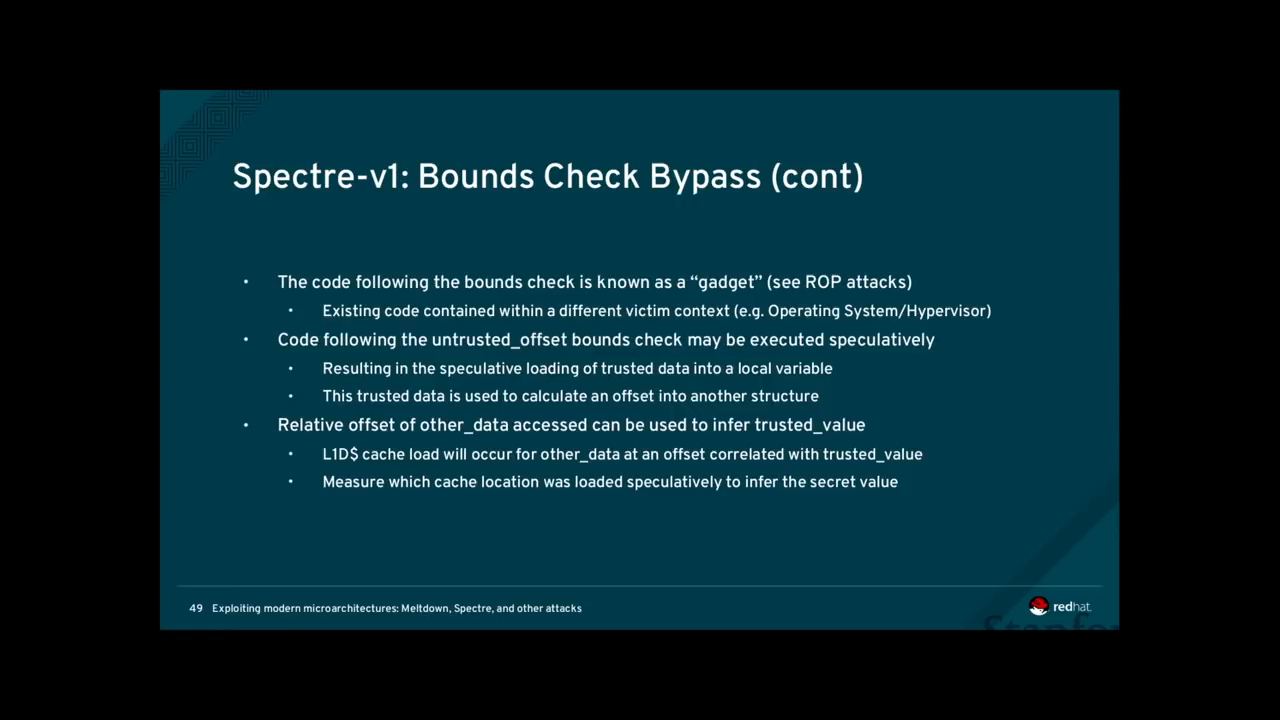 Spectre-v1: Bounds Check Bypass (cont)
• The code following the bounds check is known as a “gadget” (see ROP attacks)
• Existing code contained within a different victim context (e.g. Operating System/Hypervisor)
• Code following the untrusted_offset bounds check may be executed speculatively
• Resulting in the speculative loading of trusted data into a local variable
• This trusted data is used to calculate an offset into another structure
• Relative offset of other_data accessed can be used to infer trusted_value
• L1D$ cache load will occur for other_data at an offset correlated with trusted_value
• Measure which cache location was loaded speculatively to infer the secret value
49 Exploiting modern microarchitectures: Meltdown, Spectre, and other attacks
redhat.